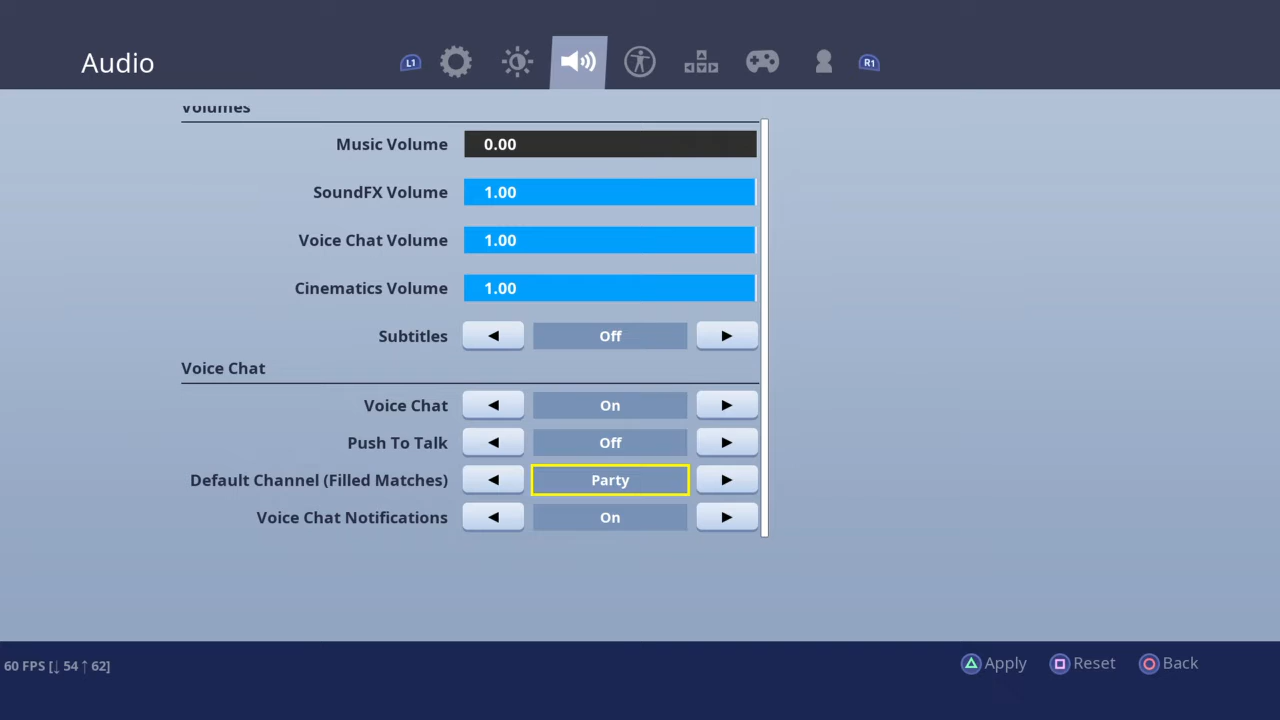 Audio
L1
R1
Volumes
Music Volume 0.00
SoundFX Volume 1.00
Voice Chat Volume 1.00
Cinematics Volume 1.00
Subtitles Off
Voice Chat
Voice Chat On
Push To Talk Off
Default Channel (Filled Matches) Party
Voice Chat Notifications On
60 FPS [↓ 54 ↑ 62]
Apply Reset Back